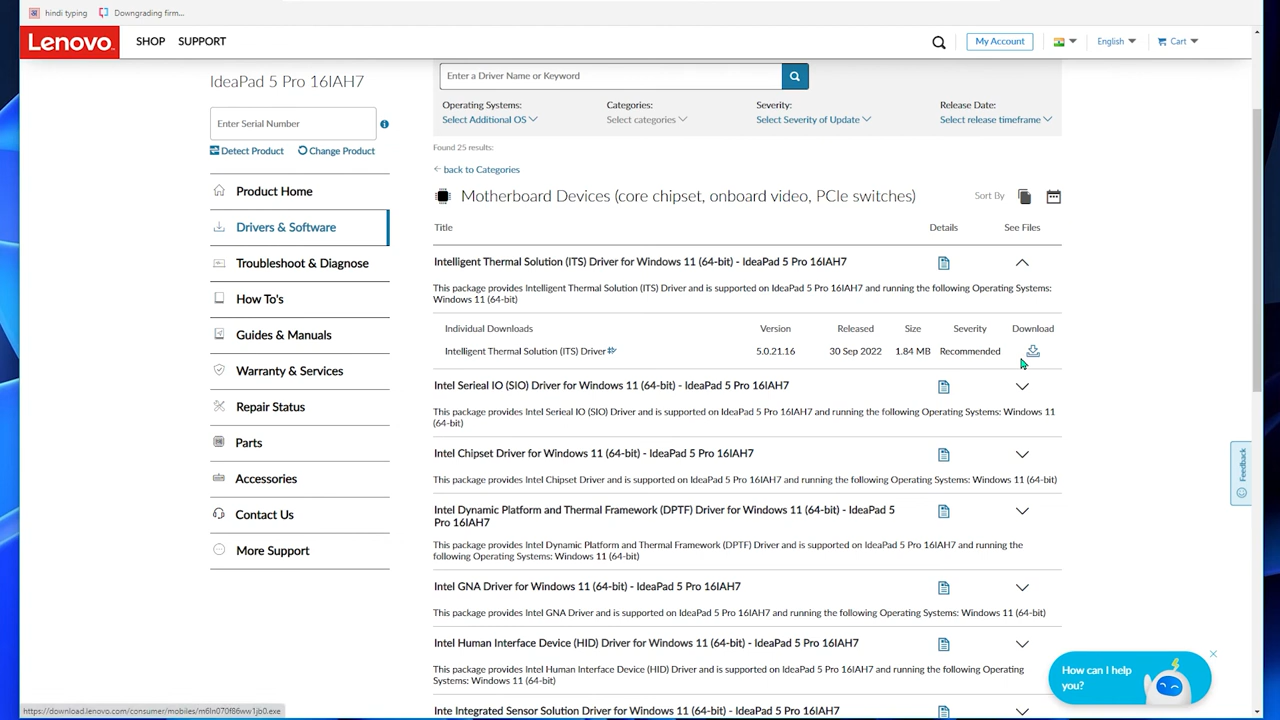 hindi typing
Downgrading firm...
Lenovo
SHOP
SUPPORT
My Account
English
Cart
IdeaPad 5 Pro 16IAH7
Enter Serial Number
Detect Product
Change Product
Product Home
Drivers & Software
Troubleshoot & Diagnose
How To's
Guides & Manuals
Warranty & Services
Repair Status
Parts
Accessories
Contact Us
More Support
Enter a Driver Name or Keyword
Operating Systems:
Select Additional OS
Categories:
Select categories
Severity:
Select Severity of Update
Release Date:
Select release timeframe
Found 25 results:
back to Categories
Motherboard Devices (core chipset, onboard video, PCIe switches)
Sort By
Title
Details
See Files
Intelligent Thermal Solution (ITS) Driver for Windows 11 (64-bit) - IdeaPad 5 Pro 16IAH7
This package provides Intelligent Thermal Solution (ITS) Driver and is supported on IdeaPad 5 Pro 16IAH7 and running the following Operating Systems:
Windows 11 (64-bit)
Individual Downloads
Version
Released
Size
Severity
Download
Intelligent Thermal Solution (ITS) Driver
5.0.21.16
30 Sep 2022
1.84 MB
Recommended
Intel Serieal IO (SIO) Driver for Windows 11 (64-bit) - IdeaPad 5 Pro 16IAH7
This package provides Intel Serieal IO (SIO) Driver and is supported on IdeaPad 5 Pro 16IAH7 and running the following Operating Systems: Windows 11
(64-bit)
Intel Chipset Driver for Windows 11 (64-bit) - IdeaPad 5 Pro 16IAH7
This package provides Intel Chipset Driver and is supported on IdeaPad 5 Pro 16IAH7 and running the following Operating Systems: Windows 11 (64-bit)
Intel Dynamic Platform and Thermal Framework (DPTF) Driver for Windows 11 (64-bit) - IdeaPad 5
Pro 16IAH7
This package provides Intel Dynamic Platform and Thermal Framework (DPTF) Driver and is supported on IdeaPad 5 Pro 16IAH7 and running the
following Operating Systems: Windows 11 (64-bit)
Intel GNA Driver for Windows 11 (64-bit) - IdeaPad 5 Pro 16IAH7
This package provides Intel GNA Driver and is supported on IdeaPad 5 Pro 16IAH7 and running the following Operating Systems: Windows 11 (64-bit)
Intel Human Interface Device (HID) Driver for Windows 11 (64-bit) - IdeaPad 5 Pro 16IAH7
This package provides Intel Human Interface Device (HID) Driver and is supported on IdeaPad 5 Pro 16IAH7 and running the following Operating
Systems: Windows 11 (64-bit)
Inte Integrated Sensor Solution Driver for Windows 11 (64-bit) - IdeaPad 5 Pro 16IAH7
Feedback
How can I help
you?
https://download.lenovo.com/consumer/mobiles/m6ln070f86ww1jb0.exe